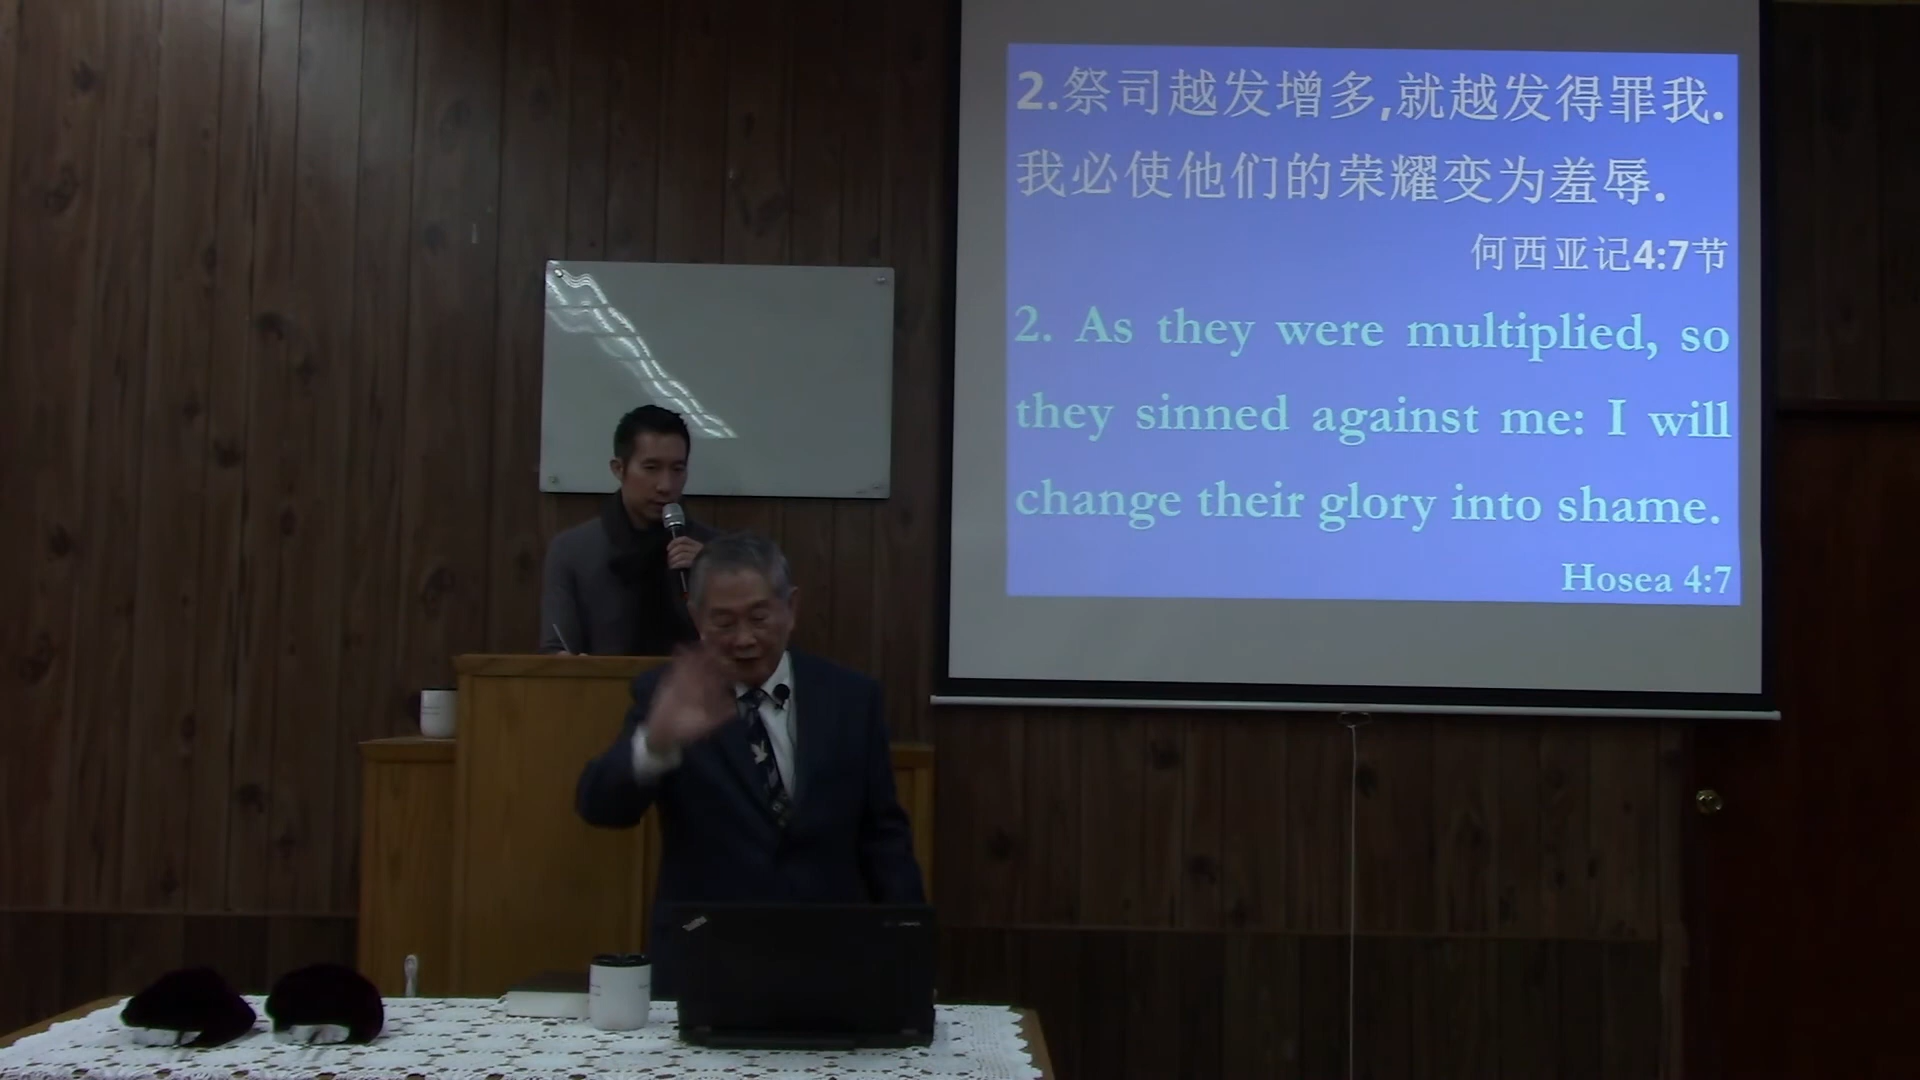 2.祭司越发增多,就越发得罪我.
我必使他们的荣耀变为羞辱.
何西亚记4:7节
2. As they were multiplied, so
they sinned against me: I will
change their glory into shame.
Hosea 4:7
ThinkPad